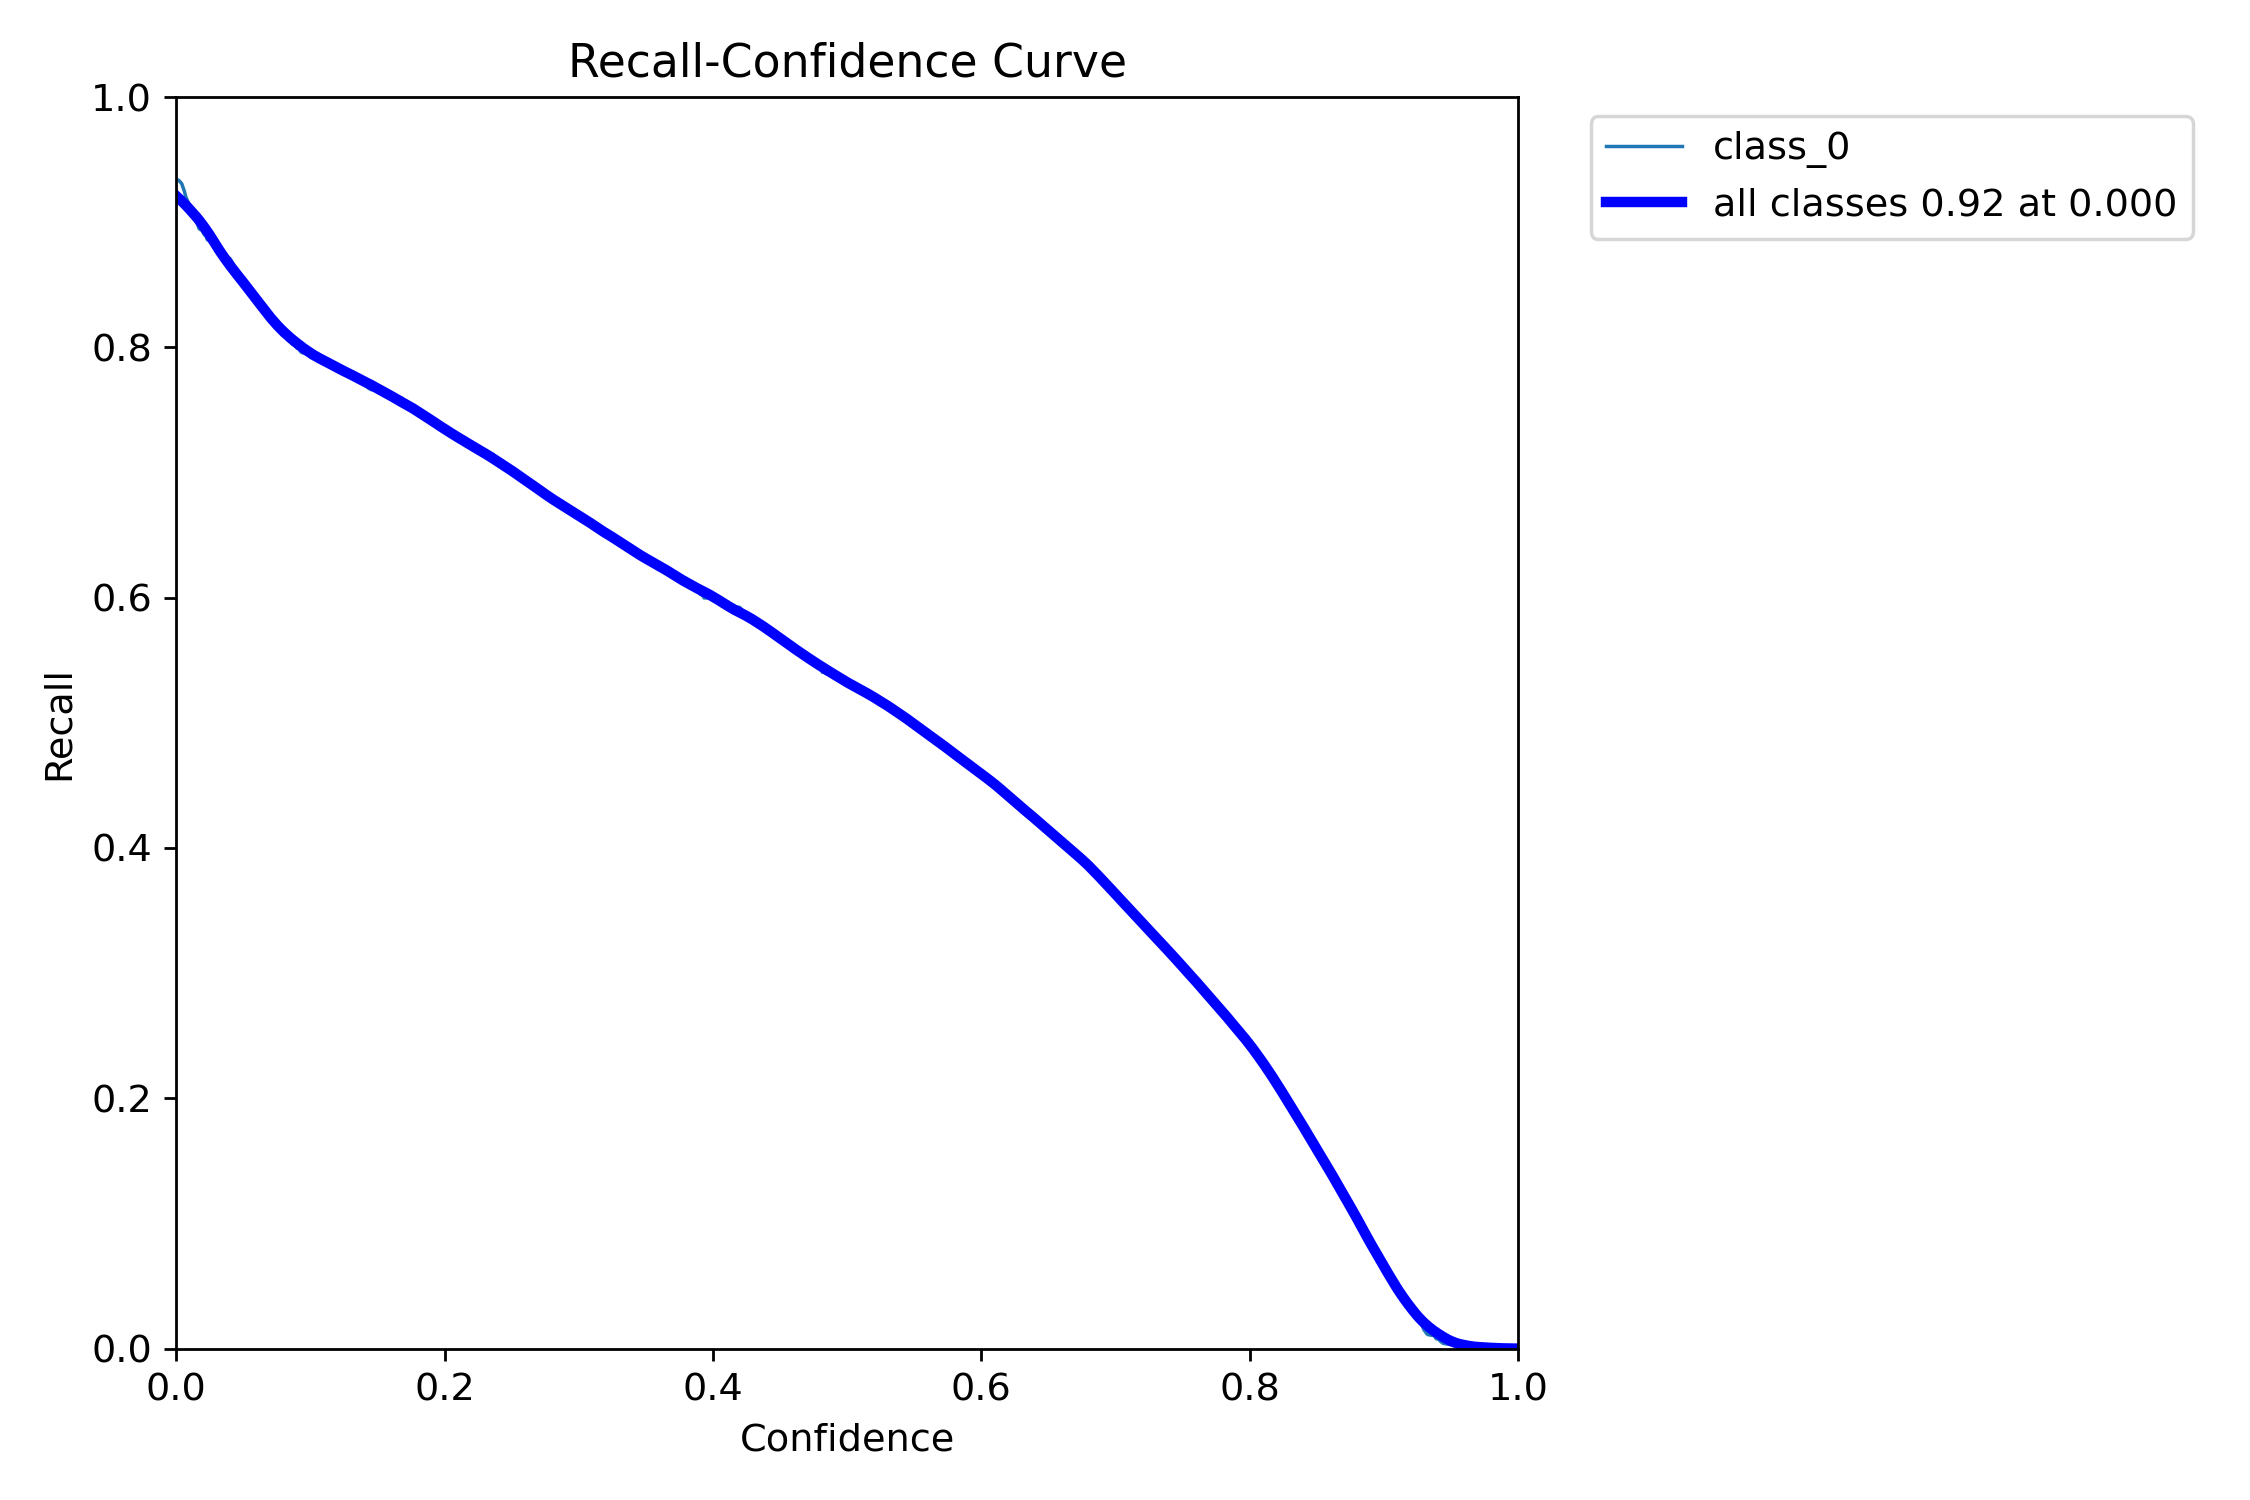 Recall-Confidence Curve
1.0
0.8
0.6
0.4
0.2
0.0
Recall
0.0 0.2 0.4 0.6 0.8 1.0
Confidence
class_0
all classes 0.92 at 0.000